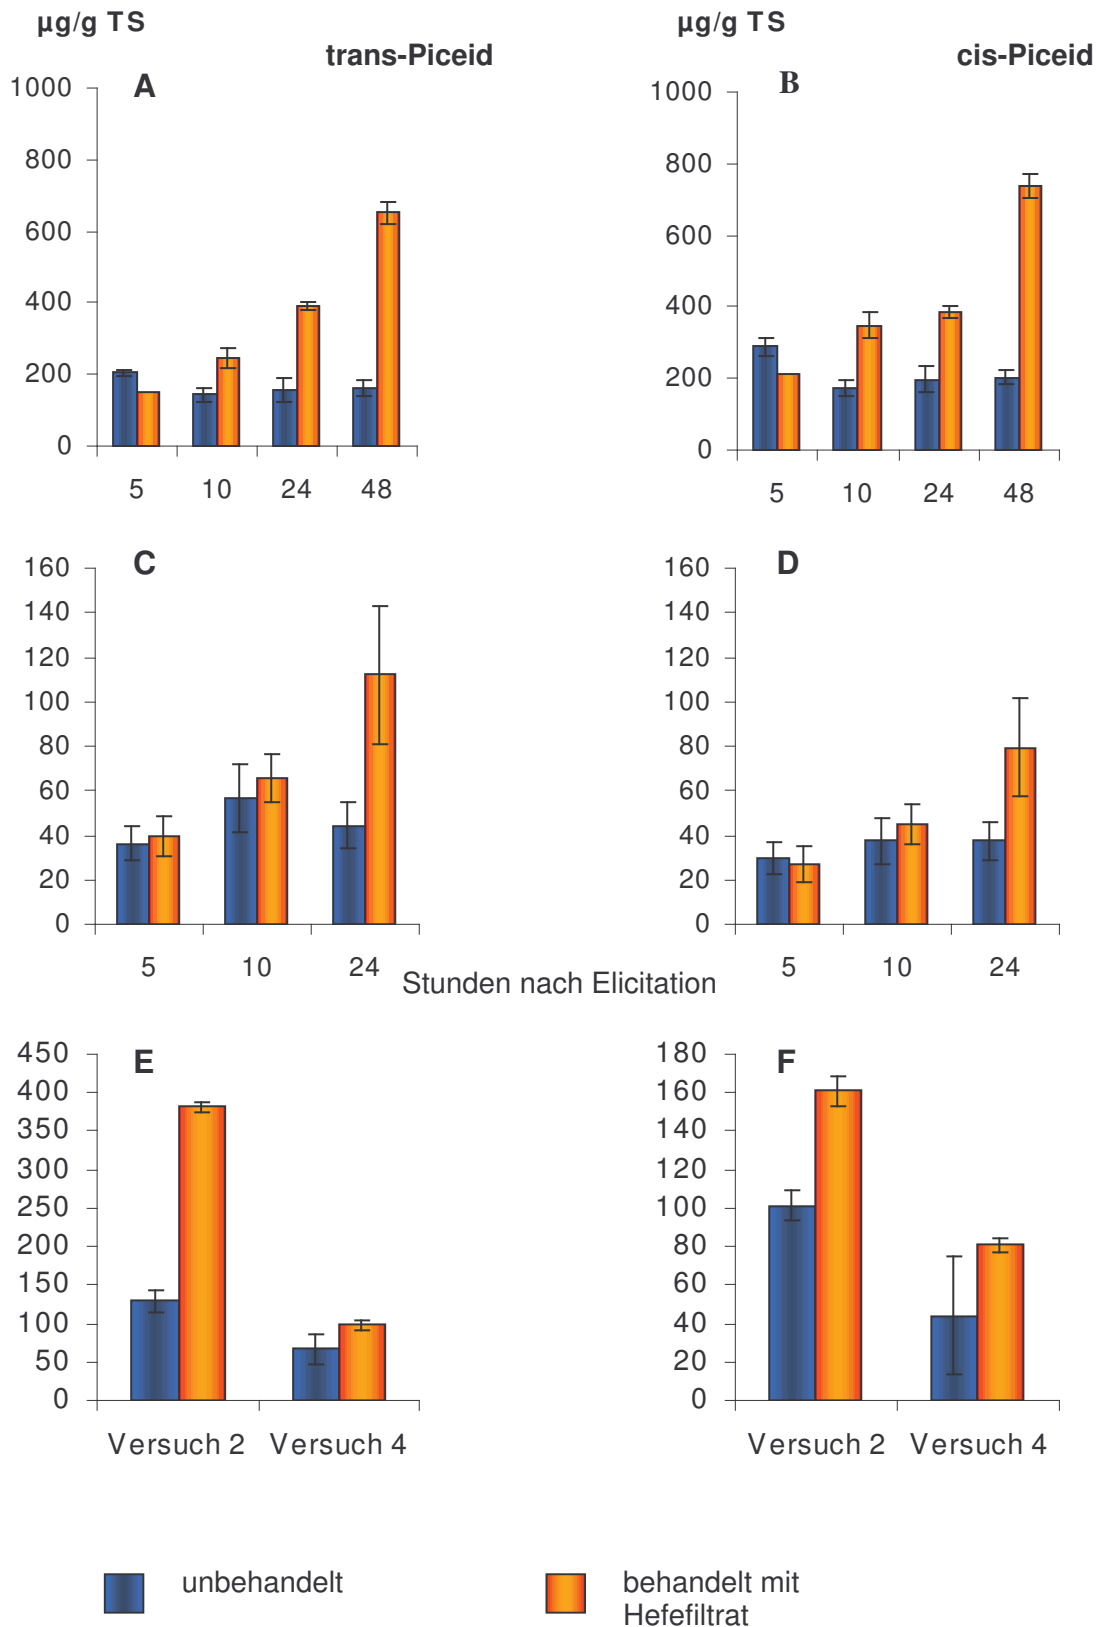 µg/g TS
µg/g TS
trans-Piceid
cis-Piceid
A
1000
800
600
400
200
0
5 10 24 48
B
1000
800
600
400
200
0
5 10 24 48
C
160
140
120
100
80
60
40
20
0
5 10 24
D
160
140
120
100
80
60
40
20
0
5 10 24
Stunden nach Elicitation
E
450
400
350
300
250
200
150
100
50
0
Versuch 2 Versuch 4
F
180
160
140
120
100
80
60
40
20
0
Versuch 2 Versuch 4
unbehandelt
behandelt mit
Hefefiltrat